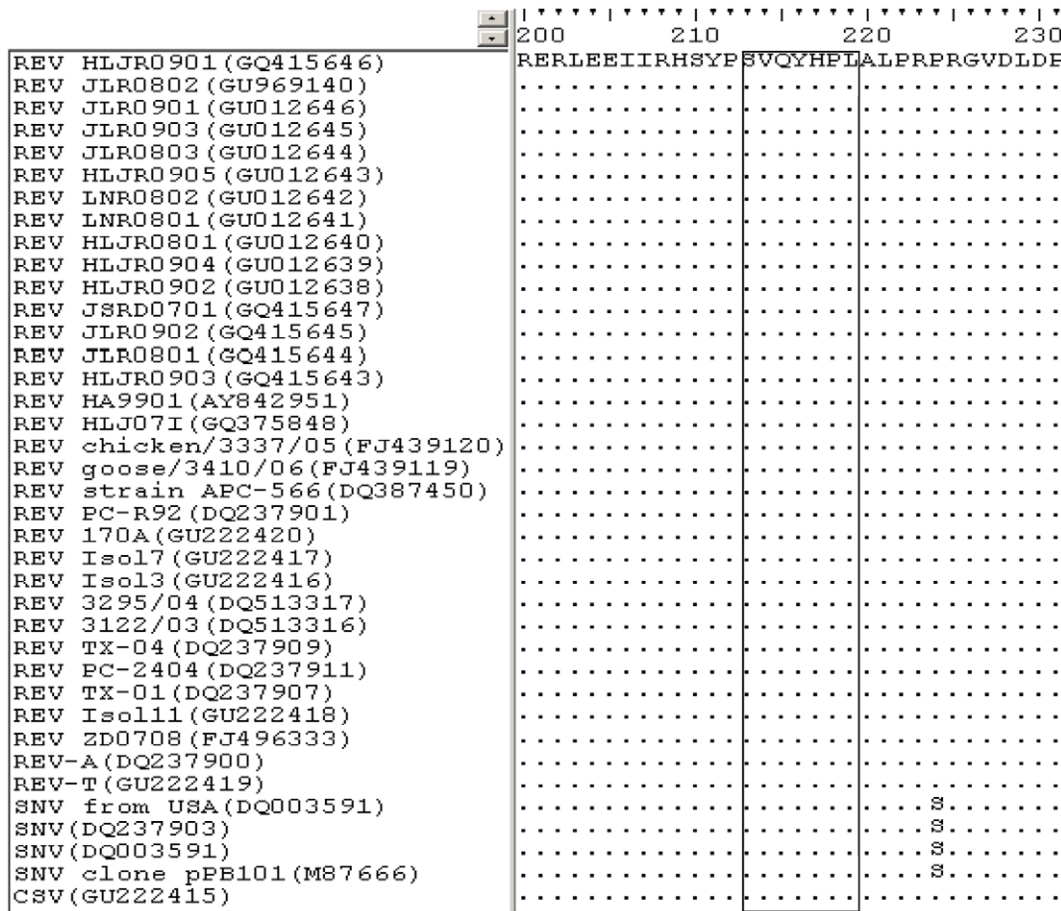 200 210 220 230
REV HLJR0901(GQ415646) RERLEEIIRHSYPSVQYHPLALPRPRGVDLDP
REV JLR0802(GU969140) ................................
REV JLR0901(GU012646) ................................
REV JLR0903(GU012645) ................................
REV JLR0803(GU012644) ................................
REV HLJR0905(GU012643) ................................
REV LNR0802(GU012642) ................................
REV LNR0801(GU012641) ................................
REV HLJR0801(GU012640) ................................
REV HLJR0904(GU012639) ................................
REV HLJR0902(GU012638) ................................
REV JSRD0701(GQ415647) ................................
REV JLR0902(GQ415645) ................................
REV JLR0801(GQ415644) ................................
REV HLJR0903(GQ415643) ................................
REV HA9901(AY842951) ................................
REV HLJ07I(GQ375848) ................................
REV chicken/3337/05(FJ439120) ................................
REV goose/3410/06(FJ439119) ................................
REV strain APC-566(DQ387450) ................................
REV PC-R92(DQ237901) ................................
REV 170A(GU222420) ................................
REV Isol7(GU222417) ................................
REV Isol3(GU222416) ................................
REV 3295/04(DQ513317) ................................
REV 3122/03(DQ513316) ................................
REV TX-04(DQ237909) ................................
REV PC-2404(DQ237911) ................................
REV TX-01(DQ237907) ................................
REV Isol11(GU222418) ................................
REV ZD0708(FJ496333) ................................
REV-A(DQ237900) ................................
REV-T(GU222419) ................................
SNV from USA(DQ003591) ........................S.......
SNV(DQ237903) ........................S.......
SNV(DQ003591) ........................S.......
SNV clone pPB101(M87666) ........................S.......
CSV(GU222415) ................................